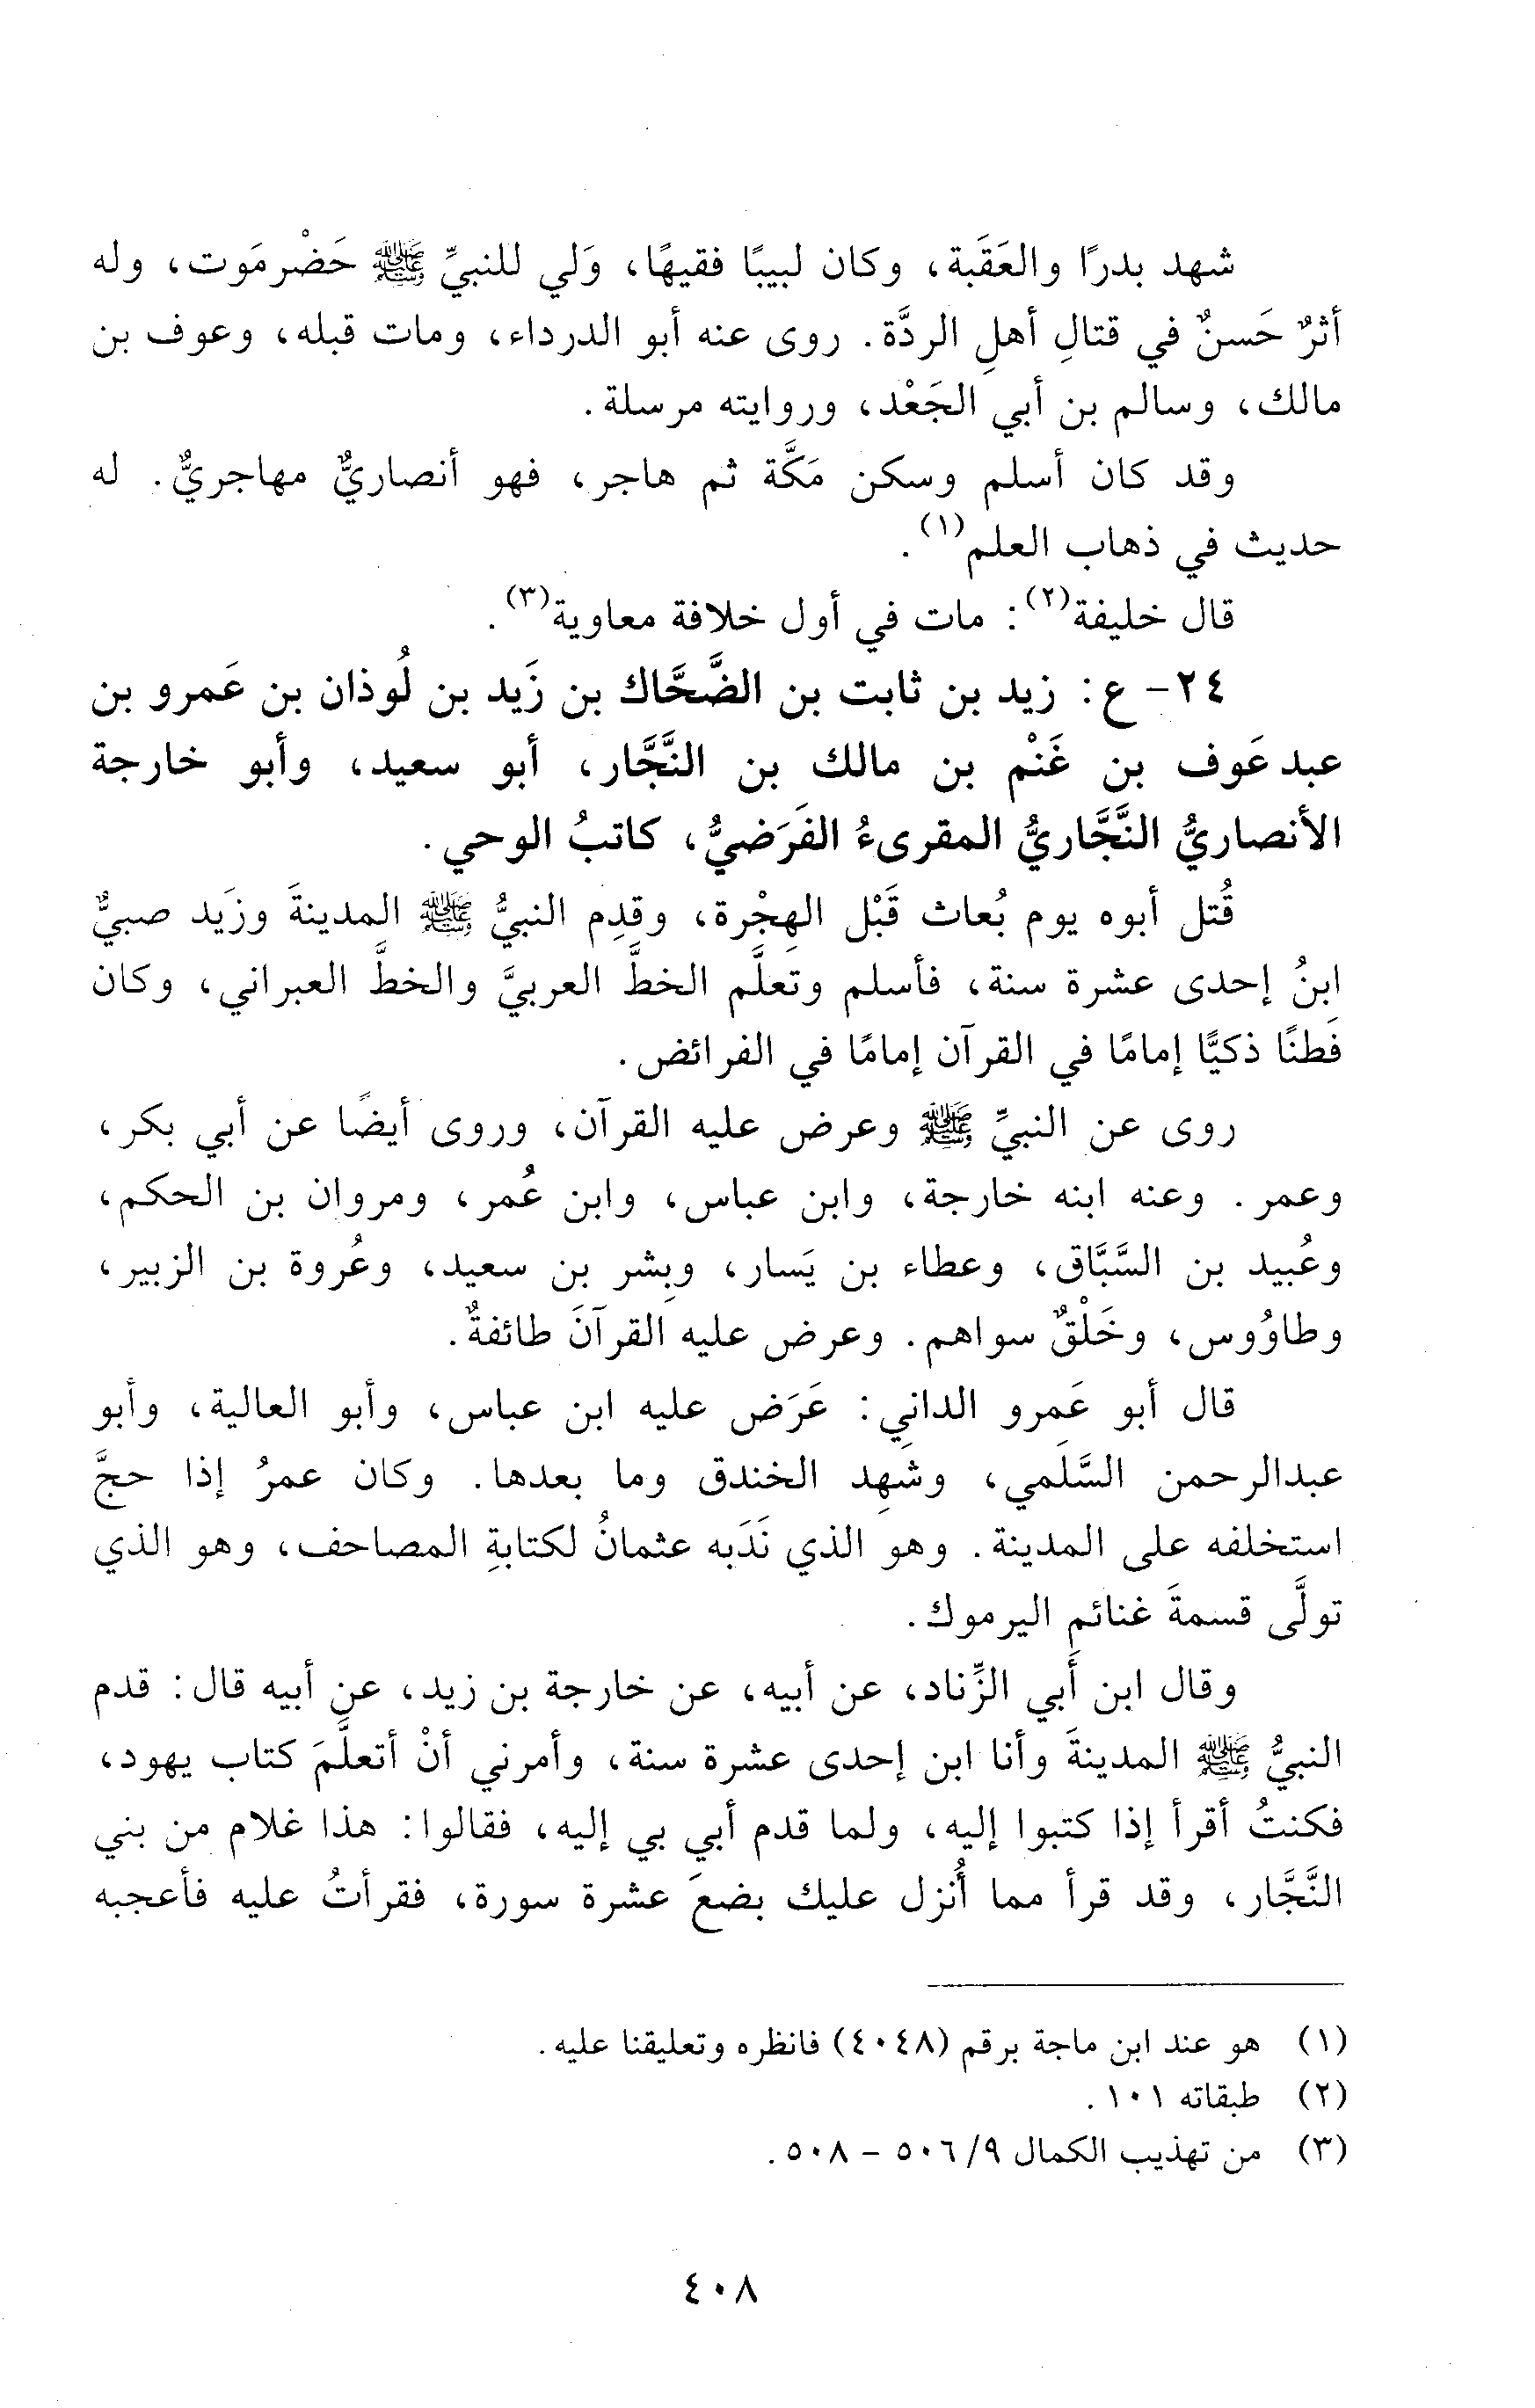 شهد بدرًا والعَقَبة، وكان لبيبًا فقيهًا، وَلي للنبيِّ ﷺ حَضْرمَوت، وله
أثرٌ حَسنٌ في قتالِ أهلِ الردَّة. روى عنه أبو الدرداء، ومات قبله، وعوف بن
مالك، وسالم بن أبي الجَعْد، وروايته مرسلة.
وقد كان أسلم وسكن مَكَّة ثم هاجر، فهو أنصاريٌّ مهاجريٌّ. له
حديث في ذهاب العلم(١).
قال خليفة(٢): مات في أول خلافة معاوية(٣).
٢٤- ع: زيد بن ثابت بن الضَّحَّاك بن زَيد بن لُوذان بن عَمرو بن
عبدعَوف بن غَنْم بن مالك بن النَّجَّار، أبو سعيد، وأبو خارجة
الأنصاريُّ النَّجَّاريُّ المقرىءُ الفَرَضيُّ، كاتبُ الوحي.
قُتل أبوه يوم بُعاث قَبْل الهِجْرة، وقدِم النبيُّ ﷺ المدينةَ وزَيد صبيٌّ
ابنُ إحدى عشرة سنة، فأسلم وتَعلَّم الخطَّ العربيَّ والخطَّ العبراني، وكان
فَطنًا ذكيًّا إمامًا في القرآن إمامًا في الفرائض.
روى عن النبيِّ ﷺ وعرض عليه القرآن، وروى أيضًا عن أبي بكر،
وعمر. وعنه ابنه خارجة، وابن عباس، وابن عُمر، ومروان بن الحكم،
وعُبيد بن السَّبَّاق، وعطاء بن يَسار، وبِشر بن سعيد، وعُروة بن الزبير،
وطاوُوس، وخَلْقٌ سواهم. وعرض عليه القرآنَ طائفةٌ.
قال أبو عَمرو الدانِي: عَرَض عليه ابن عباس، وأبو العالية، وأبو
عبدالرحمن السَّلَمي، وشَهِد الخندق وما بعدها. وكان عمرُ إذا حجَّ
استخلفه على المدينة. وهو الذي نَدَبه عثمانُ لكتابةِ المصاحف، وهو الذي
تولَّى قسمةَ غنائم اليرموك.
وقال ابن أَبي الزِّناد، عن أبيه، عن خارجة بن زيد، عن أبيه قال: قدم
النبيُّ ﷺ المدينةَ وأنا ابن إحدى عشرة سنة، وأمرني أنْ أتعلَّمَ كتاب يهود،
فكنتُ أقرأ إذا كتبوا إليه، ولما قدم أبي بي إليه، فقالوا: هذا غلام من بني
النَّجَّار، وقد قرأ مما أُنزل عليك بضعَ عشرة سورة، فقرأتُ عليه فأعجبه
(١) هو عند ابن ماجة برقم (٤٠٤٨) فانظره وتعليقنا عليه.
(٢) طبقاته ١٠١.
(٣) من تهذيب الكمال ٩/ ٥٠٦ - ٥٠٨.
٤٠٨